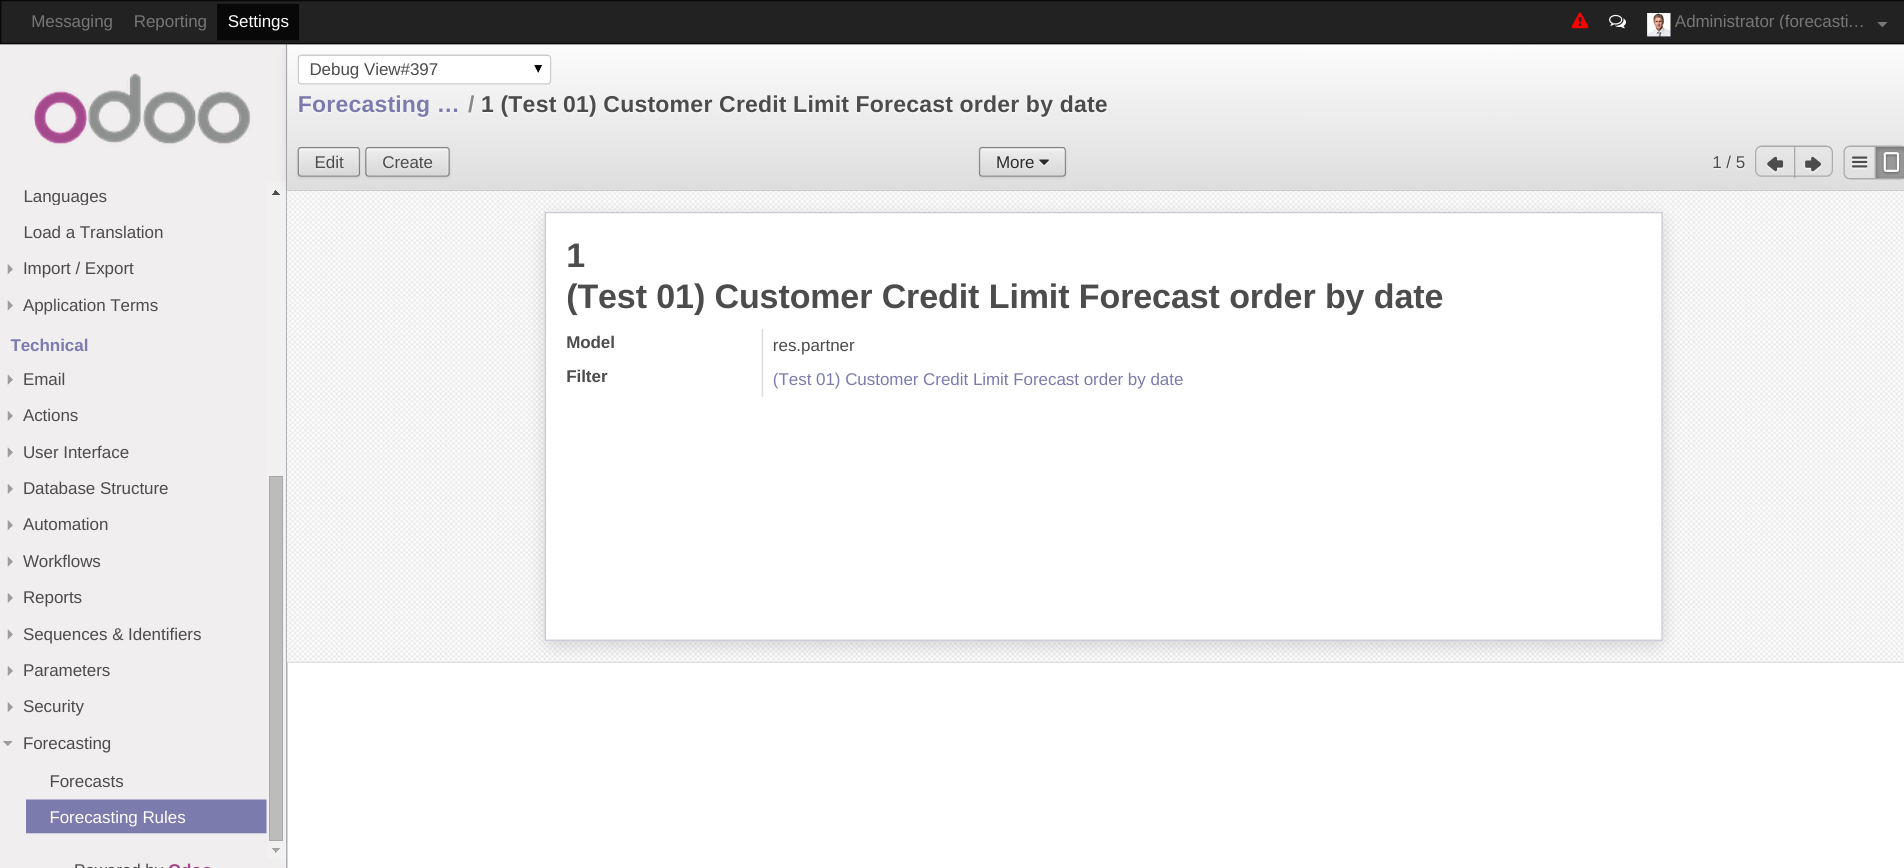 Messaging Reporting Settings Administrator (forecasti...
odoo
Languages
Load a Translation
Import / Export
Application Terms
Technical
Email
Actions
User Interface
Database Structure
Automation
Workflows
Reports
Sequences & Identifiers
Parameters
Security
Forecasting
Forecasts
Forecasting Rules
Powered by Odoo
Debug View#397
Forecasting ... / 1 (Test 01) Customer Credit Limit Forecast order by date
Edit Create More 1 / 5
1
(Test 01) Customer Credit Limit Forecast order by date
Model res.partner
Filter (Test 01) Customer Credit Limit Forecast order by date